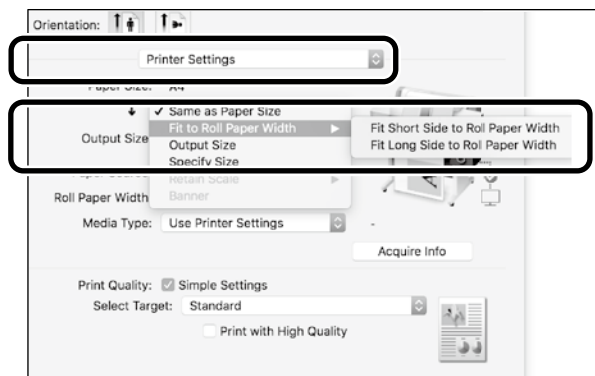 Orientation:
Printer Settings
Paper Size: A4
✓ Same as Paper Size
Fit to Roll Paper Width ▶ Fit Short Side to Roll Paper Width
Output Size: Output Size Fit Long Side to Roll Paper Width
Specify Size
Retain Scale
Roll Paper Width: Banner
Media Type: Use Printer Settings -
Acquire Info
Print Quality: Simple Settings
Select Target: Standard
Print with High Quality